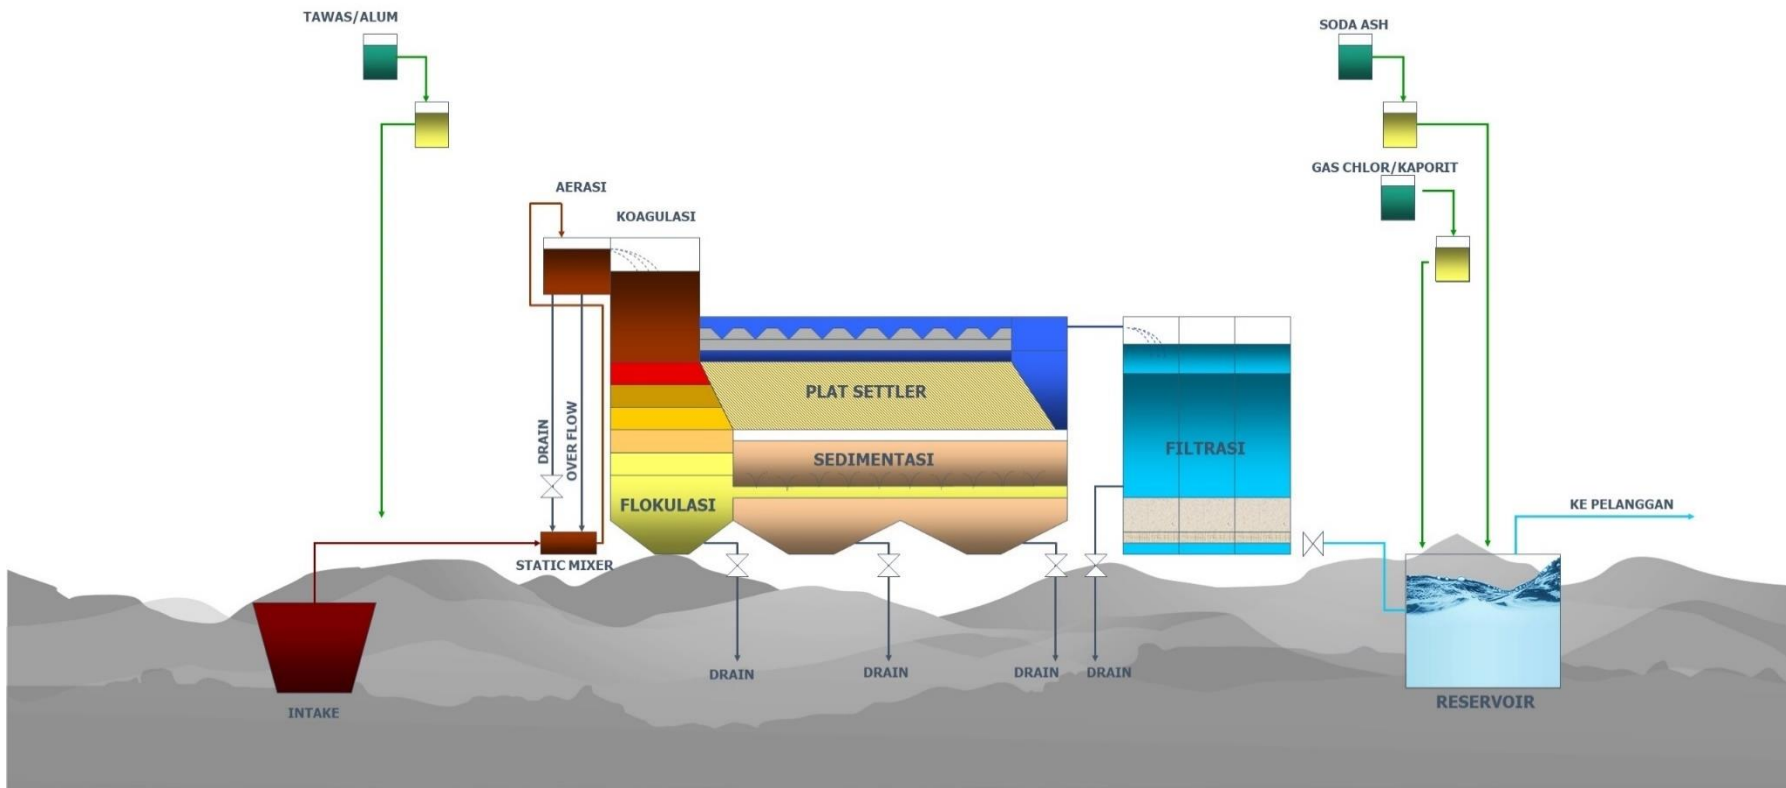 TAWAS/ALUM
SODA ASH
GAS CHLOR/KAPORIT
AERASI
KOAGULASI
PLAT SETTLER
DRAIN
OVER FLOW
SEDIMENTASI
FILTRASI
FLOKULASI
KE PELANGGAN
STATIC MIXER
DRAIN
DRAIN
DRAIN
DRAIN
INTAKE
RESERVOIR